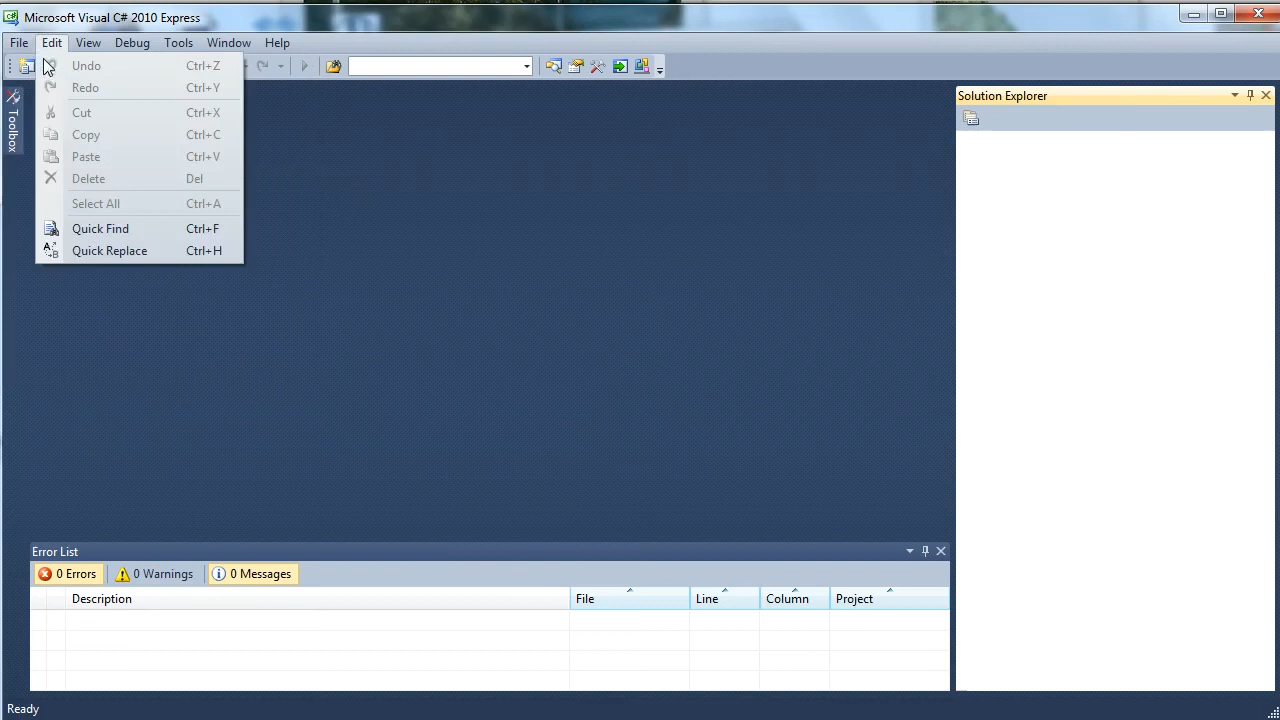 Microsoft Visual C# 2010 Express
File Edit View Debug Tools Window Help
Undo Ctrl+Z
Redo Ctrl+Y
Cut Ctrl+X
Copy Ctrl+C
Paste Ctrl+V
Delete Del
Select All Ctrl+A
Quick Find Ctrl+F
Quick Replace Ctrl+H
Toolbox
Solution Explorer
Error List
0 Errors 0 Warnings 0 Messages
Description File Line Column Project
Ready